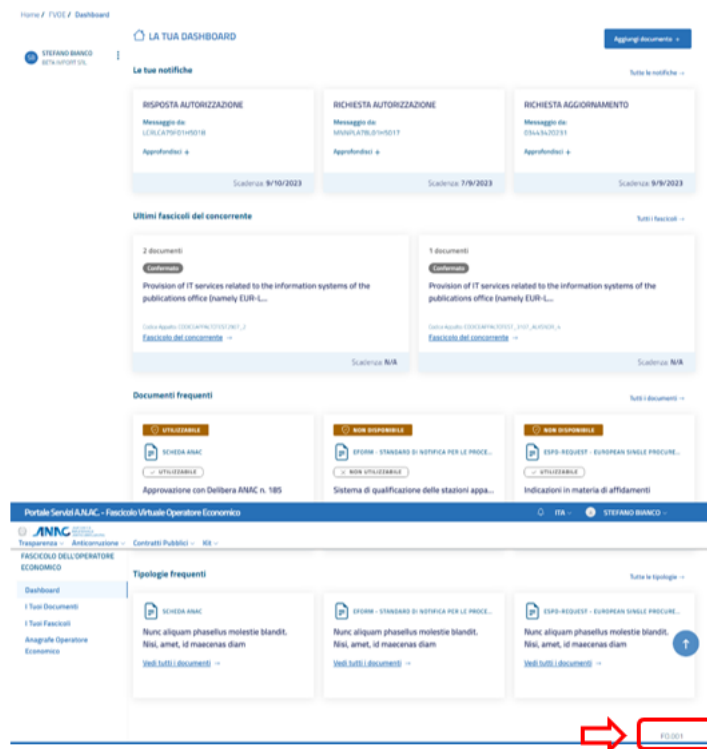 Home / FVOE / Dashboard
LA TUA DASHBOARD
Aggiungi documento +
SB
STEFANO BIANCO
BETA IMPORT SRL
Le tue notifiche
Tutte le notifiche →
RISPOSTA AUTORIZZAZIONE
Messaggio da:
Approfondisci +
Scadenza: 9/10/2023
RICHIESTA AUTORIZZAZIONE
Messaggio da:
Approfondisci +
Scadenza: 7/9/2023
RICHIESTA AGGIORNAMENTO
Messaggio da:
03443420231
Approfondisci +
Scadenza: 9/9/2023
Ultimi fascicoli del concorrente
Tutti i fascicoli →
2 documenti
Confermato
Provision of IT services related to the information systems of the
publications office (namely EUR-L...
Codice Appalto:
Fascicolo del concorrente →
Scadenza: N/A
1 documenti
Confermato
Provision of IT services related to the information systems of the
publications office (namely EUR-L...
Codice Appalto:
Fascicolo del concorrente →
Scadenza: N/A
Documenti frequenti
Tutti i documenti →
UTILIZZABILE
SCHEDA ANAC
UTILIZZABILE
Approvazione con Delibera ANAC n. 185
NON DISPONIBILE
EFORM - STANDARD DI NOTIFICA PER LE PROCE...
NON UTILIZZABILE
Sistema di qualificazione delle stazioni appa...
NON DISPONIBILE
ESPD-REQUEST - EUROPEAN SINGLE PROCURE...
UTILIZZABILE
Indicazioni in materia di affidamenti
Portale Servizi A.N.AC. - Fascicolo Virtuale Operatore Economico
ITA
STEFANO BIANCO
ANAC
Trasparenza Anticorruzione Contratti Pubblici Kit
FASCICOLO DELL'OPERATORE
ECONOMICO
Dashboard
I Tuoi Documenti
I Tuoi Fascicoli
Anagrafe Operatore
Economico
Tipologie frequenti
Tutte le tipologie →
SCHEDA ANAC
Nunc aliquam phasellus molestie blandit.
Nisi, amet, id maecenas diam
Vedi tutti i documenti →
EFORM - STANDARD DI NOTIFICA PER LE PROCE...
Nunc aliquam phasellus molestie blandit.
Nisi, amet, id maecenas diam
Vedi tutti i documenti →
ESPD-REQUEST - EUROPEAN SINGLE PROCURE...
Nunc aliquam phasellus molestie blandit.
Nisi, amet, id maecenas diam
Vedi tutti i documenti →
FO.001